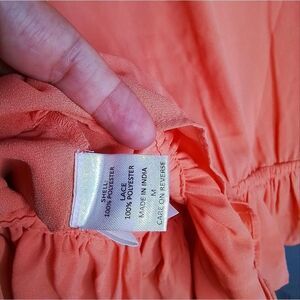 SHELL
100% POLYESTER
LACE
100% POLYESTER
MADE IN INDIA
M
CARE ON REVERSE